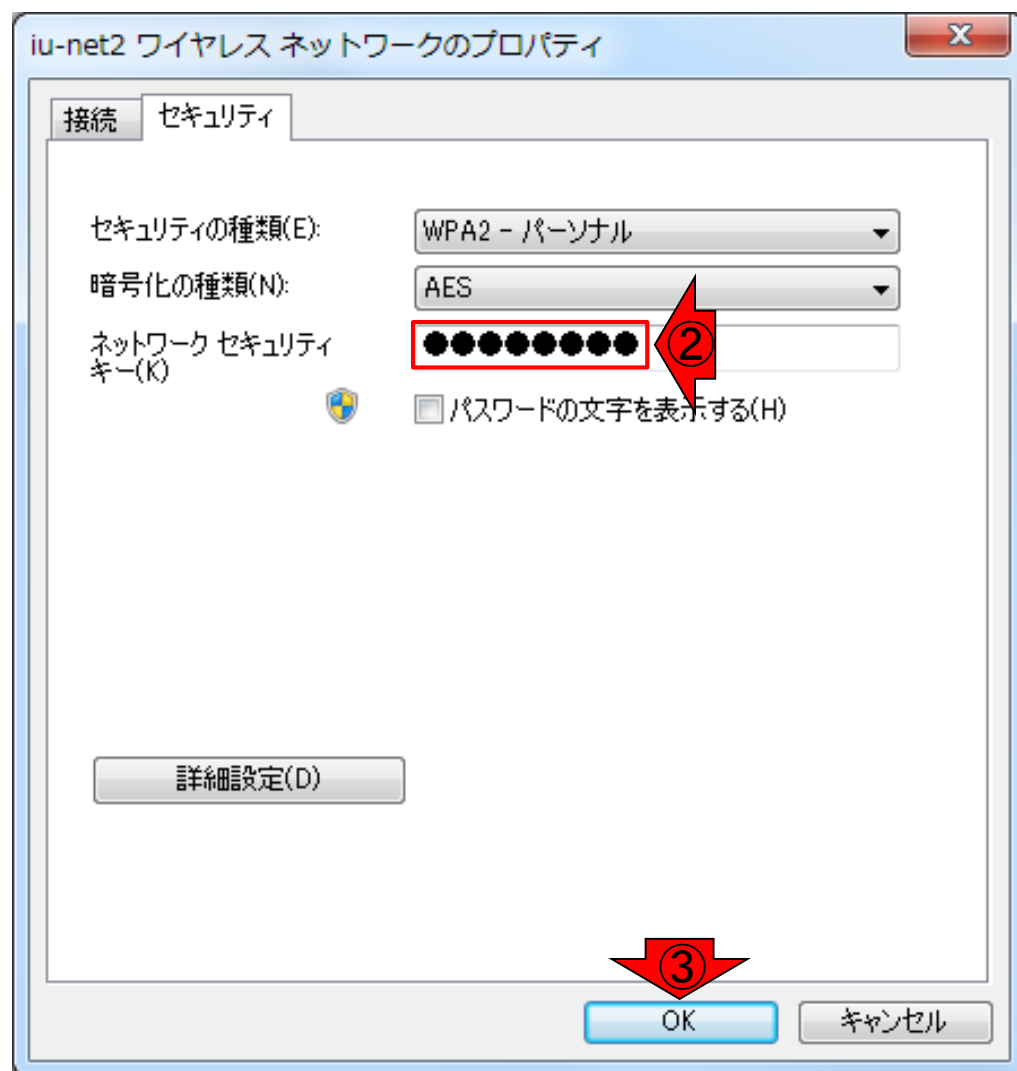 iu-net2 ワイヤレス ネットワークのプロパティ
接続 セキュリティ
セキュリティの種類(E): WPA2 - パーソナル
暗号化の種類(N): AES
ネットワーク セキュリティ
キー(K)
●●●●●●●● ②
パスワードの文字を表示する(H)
詳細設定(D)
③
OK キャンセル